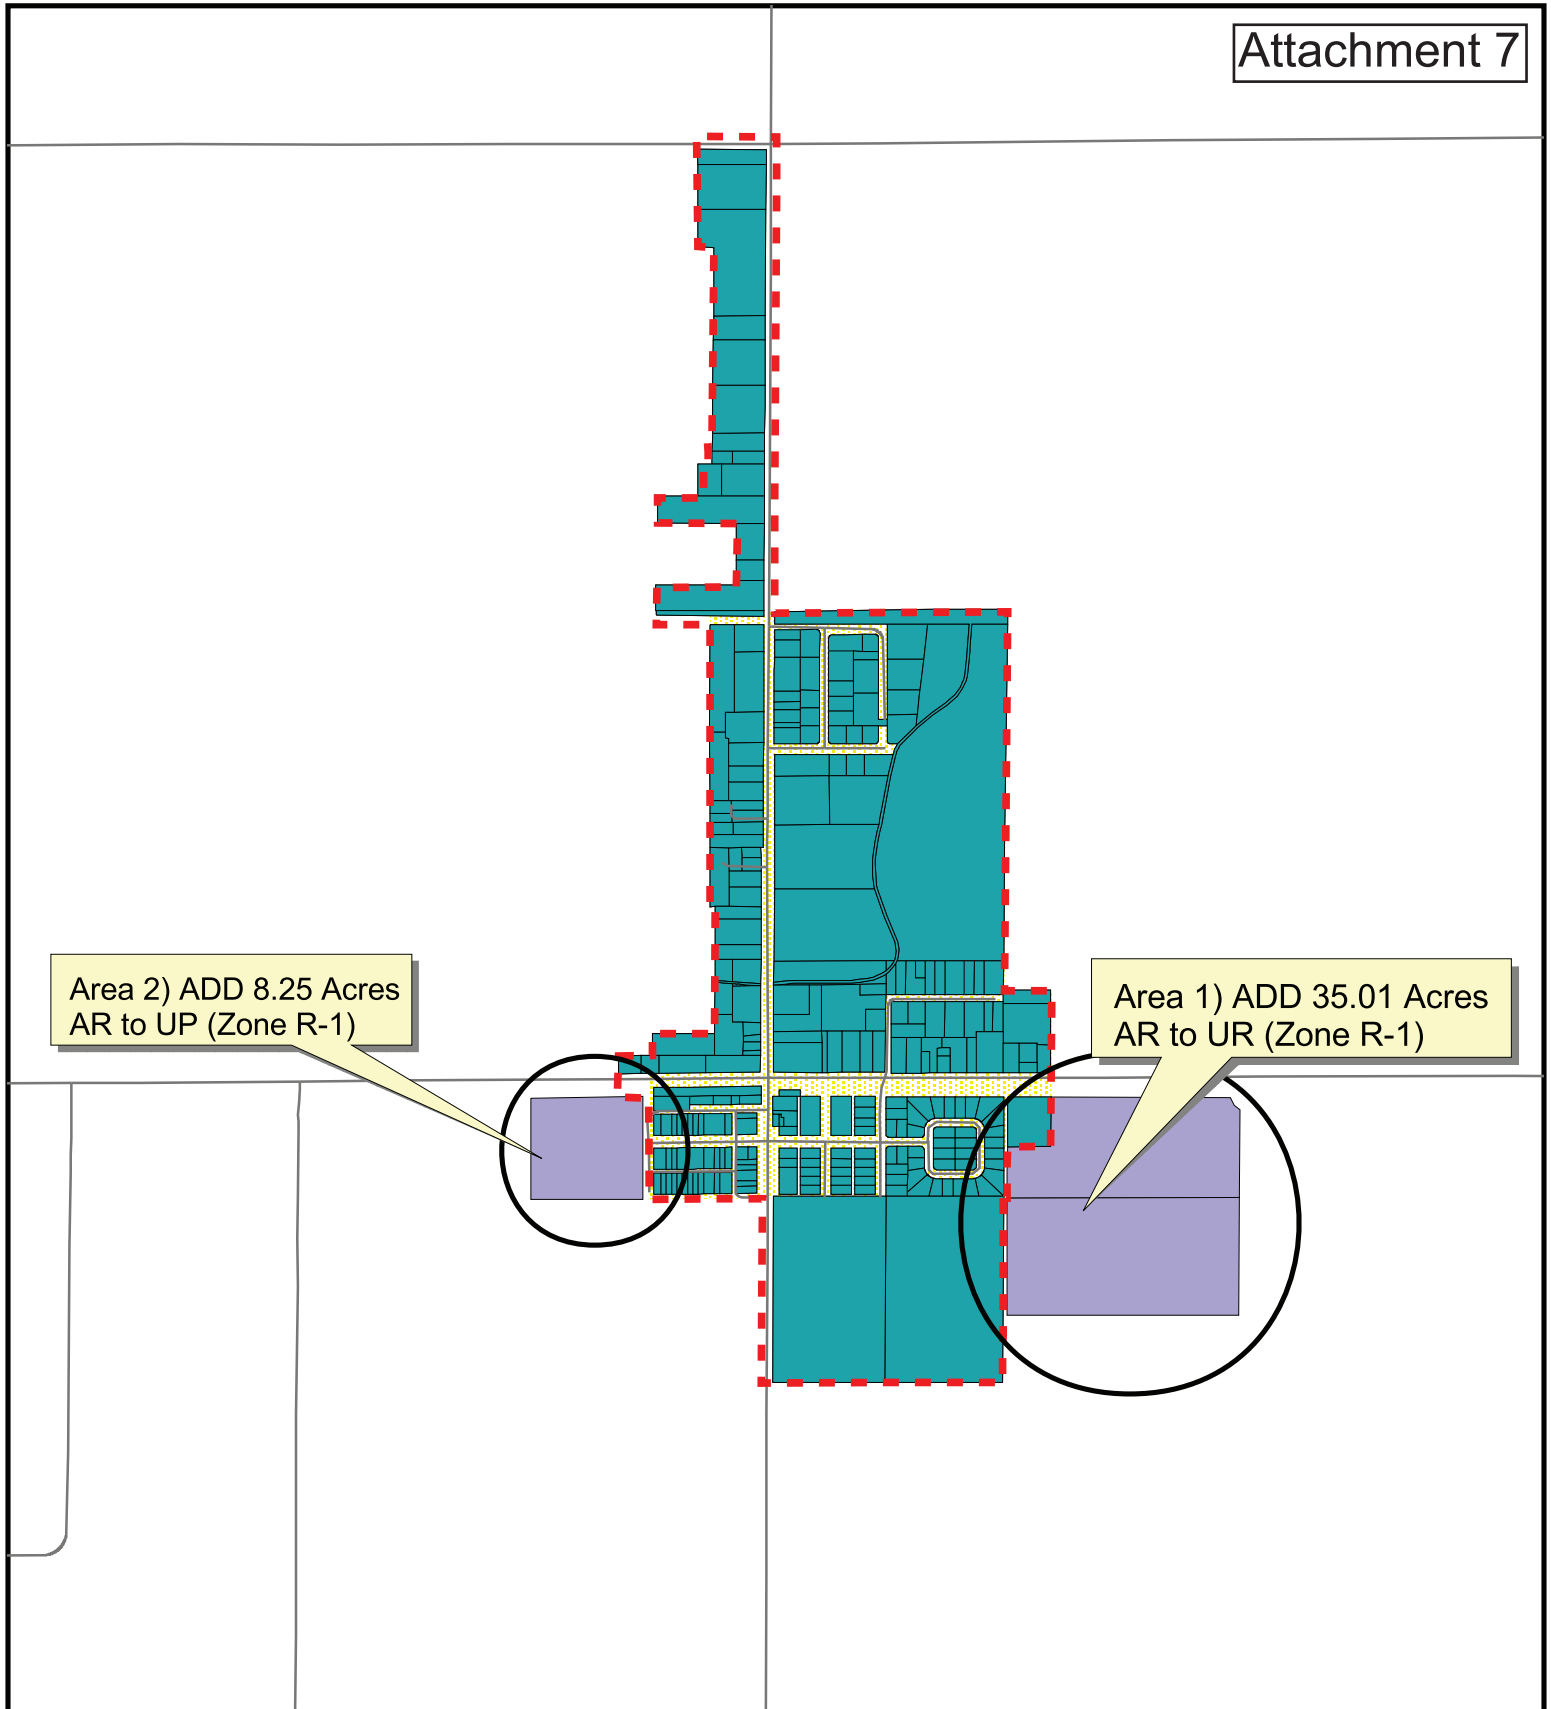 Attachment 7
Area 2) ADD 8.25 Acres
AR to UP (Zone R-1)
Area 1) ADD 35.01 Acres
AR to UR (Zone R-1)